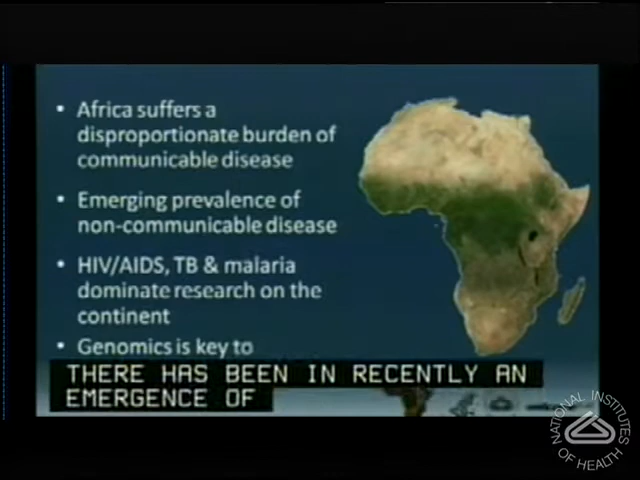 • Africa suffers a
disproportionate burden of
communicable disease
• Emerging prevalence of
non-communicable disease
• HIV/AIDS, TB & malaria
dominate research on the
continent
• Genomics is key to
THERE HAS BEEN IN RECENTLY AN
EMERGENCE OF
NATIONAL INSTITUTES
OF HEALTH